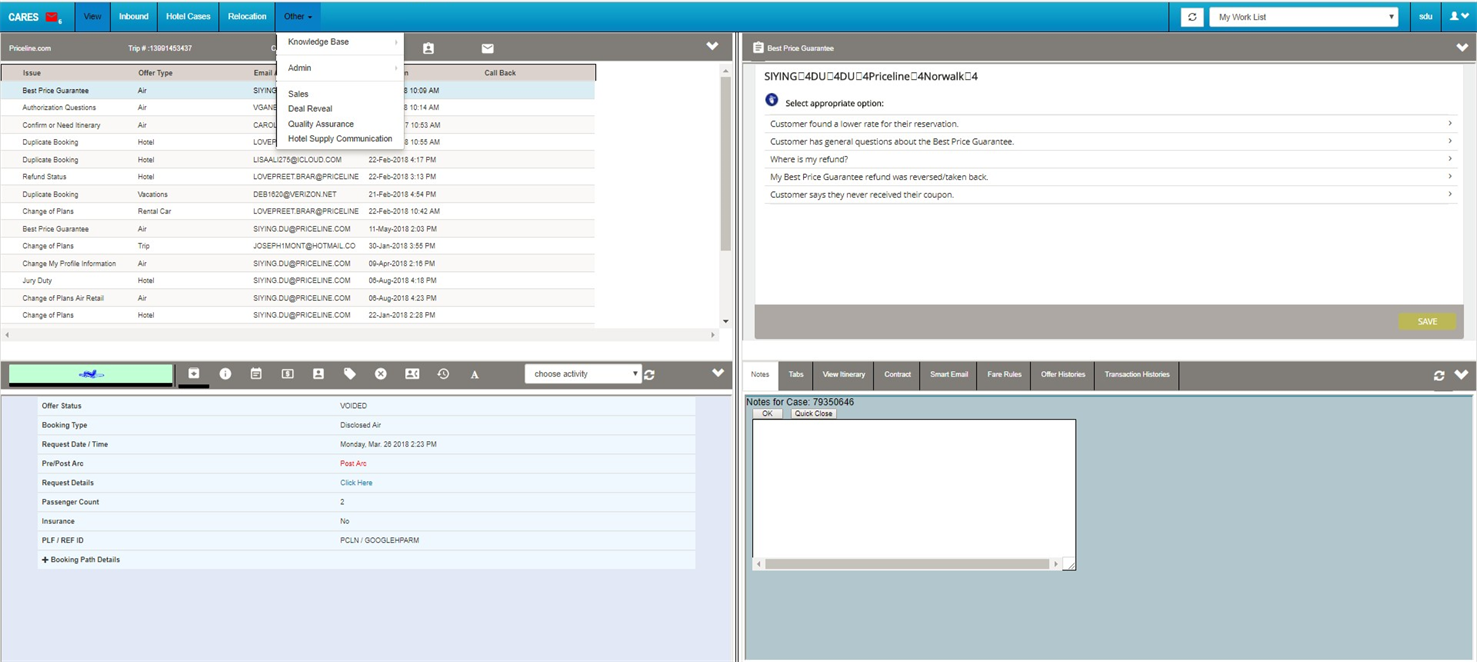 CARES 6 View Inbound Hotel Cases Relocation Other My Work List sdu
Priceline.com Trip # :13991453437 C
Knowledge Base
Admin
Sales
Deal Reveal
Quality Assurance
Hotel Supply Communication
Issue Offer Type Email Call Back
Best Price Guarantee Air SIYING 8 10:09 AM
Authorization Questions Air VGANE 8 10:14 AM
Confirm or Need Itinerary Air CAROL 7 10:53 AM
Duplicate Booking Hotel LOVEP 8 10:55 AM
Duplicate Booking Hotel LISAALI275@ICLOUD.COM 22-Feb-2018 4:17 PM
Refund Status Hotel LOVEPREET.BRAR@PRICELINE 22-Feb-2018 3:13 PM
Duplicate Booking Vacations DEB1620@VERIZON.NET 21-Feb-2018 4:54 PM
Change of Plans Rental Car LOVEPREET.BRAR@PRICELINE 22-Feb-2018 10:42 AM
Best Price Guarantee Air SIYING.DU@PRICELINE.COM 11-May-2018 2:03 PM
Change of Plans Trip JOSEPH1MONT@HOTMAIL.CO 30-Jan-2018 3:55 PM
Change My Profile Information Air SIYING.DU@PRICELINE.COM 09-Apr-2018 2:16 PM
Jury Duty Hotel SIYING.DU@PRICELINE.COM 06-Aug-2018 4:18 PM
Change of Plans Air Retail Air SIYING.DU@PRICELINE.COM 06-Aug-2018 4:23 PM
Change of Plans Hotel SIYING.DU@PRICELINE.COM 22-Jan-2018 2:28 PM
Best Price Guarantee
SIYING□4DU□4DU□4Priceline□4Norwalk□4
Select appropriate option:
Customer found a lower rate for their reservation.
Customer has general questions about the Best Price Guarantee.
Where is my refund?
My Best Price Guarantee refund was reversed/taken back.
Customer says they never received their coupon.
SAVE
A choose activity
Offer Status VOIDED
Booking Type Disclosed Air
Request Date / Time Monday, Mar. 26 2018 2:23 PM
Pre/Post Arc Post Arc
Request Details Click Here
Passenger Count 2
Insurance No
PLF / REF ID PCLN / GOOGLEHPARM
+ Booking Path Details
Notes Tabs View Itinerary Contract Smart Email Fare Rules Offer Histories Transaction Histories
Notes for Case: 79350646
OK Quick Close